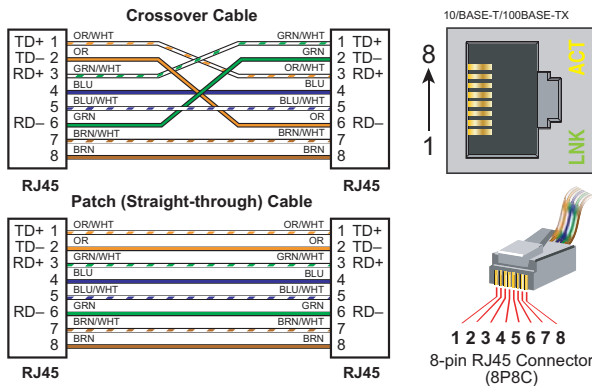 Crossover Cable
TD+ 1 OR/WHT GRN/WHT 1 TD+
TD– 2 OR GRN 2 TD–
RD+ 3 GRN/WHT OR/WHT 3 RD+
4 BLU BLU 4
5 BLU/WHT BLU/WHT 5
RD– 6 GRN OR 6 RD–
7 BRN/WHT BRN/WHT 7
8 BRN BRN 8
RJ45 RJ45
Patch (Straight-through) Cable
TD+ 1 OR/WHT OR/WHT 1 TD+
TD– 2 OR OR 2 TD–
RD+ 3 GRN/WHT GRN/WHT 3 RD+
4 BLU BLU 4
5 BLU/WHT BLU/WHT 5
RD– 6 GRN GRN 6 RD–
7 BRN/WHT BRN/WHT 7
8 BRN BRN 8
RJ45 RJ45
10/BASE-T/100BASE-TX
8
1
ACT
LNK
1 2 3 4 5 6 7 8
8-pin RJ45 Connector
(8P8C)